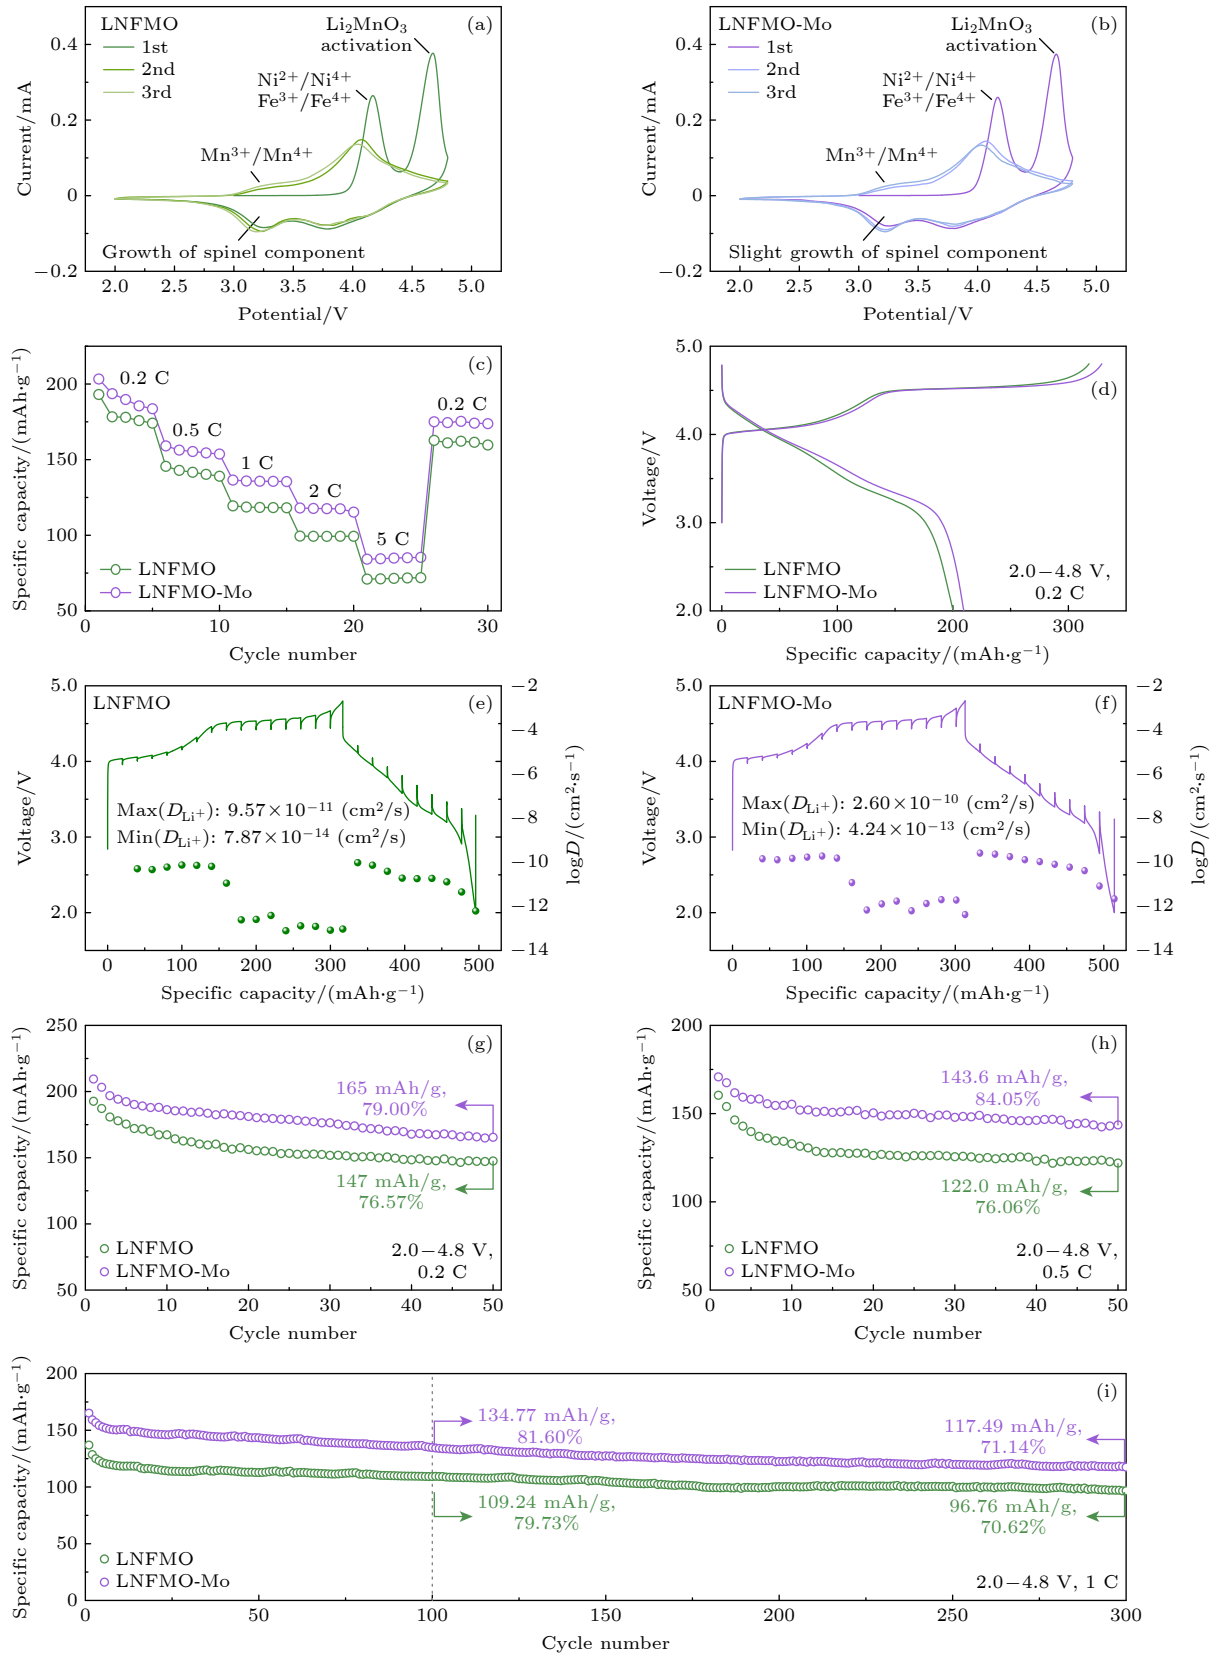 LNFMO
1st
2nd
3rd
(a)
Li₂MnO₃
activation
Ni²⁺/Ni⁴⁺
Fe³⁺/Fe⁴⁺
Mn³⁺/Mn⁴⁺
Growth of spinel component
Current/mA
0.4
0.2
0
−0.2
2.0 2.5 3.0 3.5 4.0 4.5 5.0
Potential/V
LNFMO-Mo
1st
2nd
3rd
(b)
Li₂MnO₃
activation
Ni²⁺/Ni⁴⁺
Fe³⁺/Fe⁴⁺
Mn³⁺/Mn⁴⁺
Slight growth of spinel component
Current/mA
0.4
0.2
0
−0.2
2.0 2.5 3.0 3.5 4.0 4.5 5.0
Potential/V
(c)
0.2 C
0.5 C
1 C
2 C
5 C
0.2 C
LNFMO
LNFMO-Mo
Specific capacity/(mAh·g⁻¹)
200
150
100
50
0 10 20 30
Cycle number
(d)
LNFMO
LNFMO-Mo
2.0−4.8 V,
0.2 C
Voltage/V
5.0
4.0
3.0
2.0
0 100 200 300
Specific capacity/(mAh·g⁻¹)
LNFMO
(e)
Max(D_Li⁺): 9.57×10⁻¹¹ (cm²/s)
Min(D_Li⁺): 7.87×10⁻¹⁴ (cm²/s)
Voltage/V
5.0
4.0
3.0
2.0
−2
−4
−6
−8
−10
−12
−14
logD/(cm²·s⁻¹)
0 100 200 300 400 500
Specific capacity/(mAh·g⁻¹)
LNFMO-Mo
(f)
Max(D_Li⁺): 2.60×10⁻¹⁰ (cm²/s)
Min(D_Li⁺): 4.24×10⁻¹³ (cm²/s)
Voltage/V
5.0
4.0
3.0
2.0
−2
−4
−6
−8
−10
−12
−14
logD/(cm²·s⁻¹)
0 100 200 300 400 500
Specific capacity/(mAh·g⁻¹)
(g)
165 mAh/g,
79.00%
147 mAh/g,
76.57%
LNFMO
LNFMO-Mo
2.0−4.8 V,
0.2 C
Specific capacity/(mAh·g⁻¹)
250
200
150
100
50
0 10 20 30 40 50
Cycle number
(h)
143.6 mAh/g,
84.05%
122.0 mAh/g,
76.06%
LNFMO
LNFMO-Mo
2.0−4.8 V,
0.5 C
Specific capacity/(mAh·g⁻¹)
200
150
100
50
0 10 20 30 40 50
Cycle number
(i)
134.77 mAh/g,
81.60%
117.49 mAh/g,
71.14%
109.24 mAh/g,
79.73%
96.76 mAh/g,
70.62%
LNFMO
LNFMO-Mo
2.0−4.8 V, 1 C
Specific capacity/(mAh·g⁻¹)
200
150
100
50
0
0 50 100 150 200 250 300
Cycle number